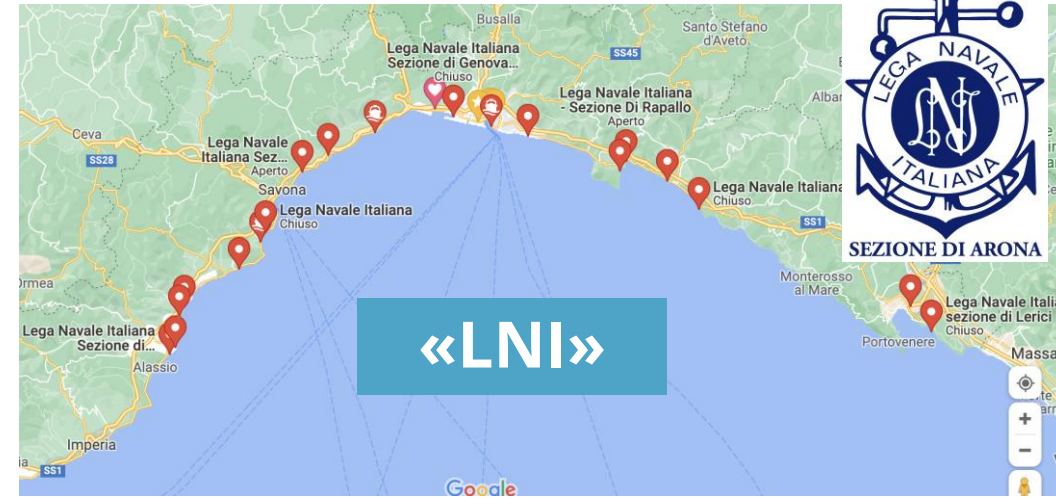 Busalla
Santo Stefano
d'Aveto
SS45
Lega Navale Italiana
Sezione di Genova...
Chiuso
Lega Navale Italiana
- Sezione Di Rapallo
Aperto
LEGA NAVALE
ITALIANA
SEZIONE DI ARONA
Ceva
SS28
Lega Navale
Italiana Sez...
Aperto
Savona
Lega Navale Italiana
Chiuso
Lega Navale Italiana
Chiuso
SS1
Monterosso
al Mare
Lega Navale Itali
sezione di Lerici
Chiuso
Portovenere
Massa
Lega Navale Italiana
Sezione di...
Alassio
«LNI»
Imperia
SS1
Google